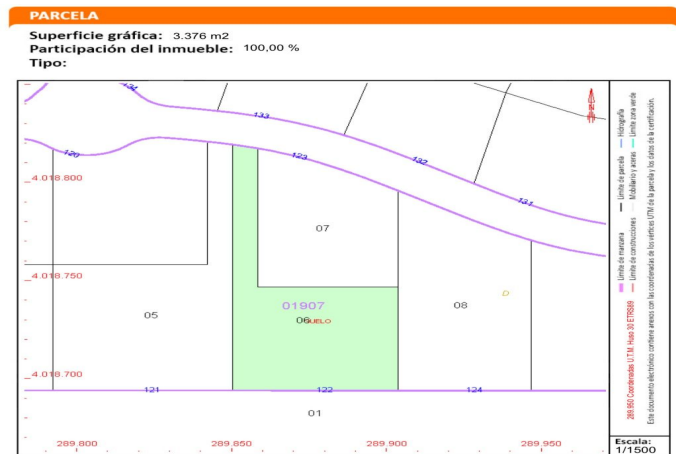 PARCELA
Superficie gráfica: 3.376 m2
Participación del inmueble: 100,00 %
Tipo:
134
133
120
123
132
4.018.800
131
07
4.018.750
01907
08
D
05
06
SUELO
4.018.700
121
122
124
01
289.800
289.850
289.900
289.950
Límite de manzana
Límite de parcela
Hidrografía
Límite de construcciones
Mobiliario y aceras
Límite zona verde
289.950 Coordenadas U.T.M. Huso 30 ETRS89
Este documento electrónico contiene anexos con las coordenadas de los vértices UTM de la parcela y los datos de la certificación.
Escala:
1/1500